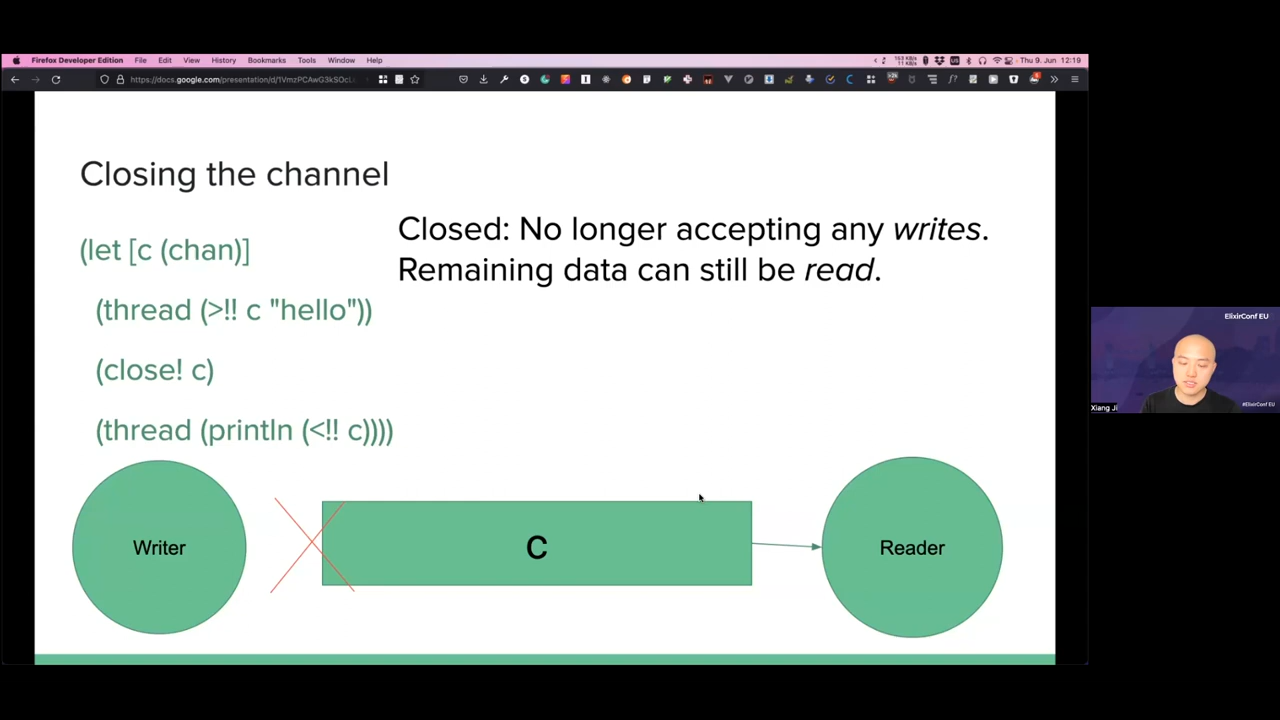 Firefox Developer Edition File Edit View History Bookmarks Tools Window Help
Thu 9. Jun 12:19
https://docs.google.com/presentation/d/1VmzPCAwG3kSOcL
Closing the channel
Closed: No longer accepting any writes.
Remaining data can still be read.
(let [c (chan)]
(thread (>!! c "hello"))
(close! c)
(thread (println (<!! c))))
Writer
C
Reader
ElixirConf EU
Xiang Ji
#ElixirConf EU